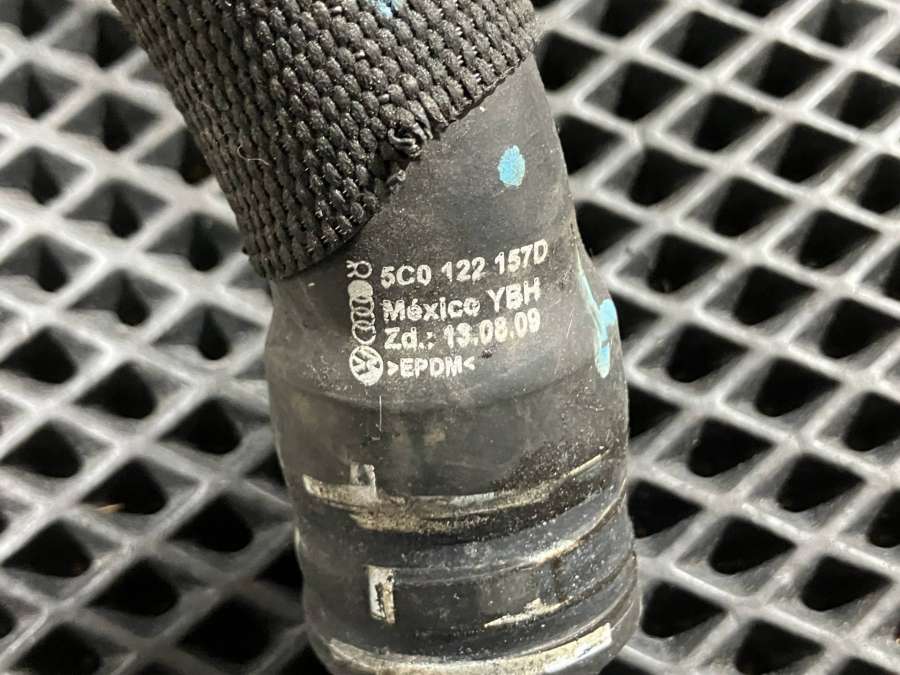 5C0 122 157D
México YBH
Zd.: 13.08.09
>EPDM<